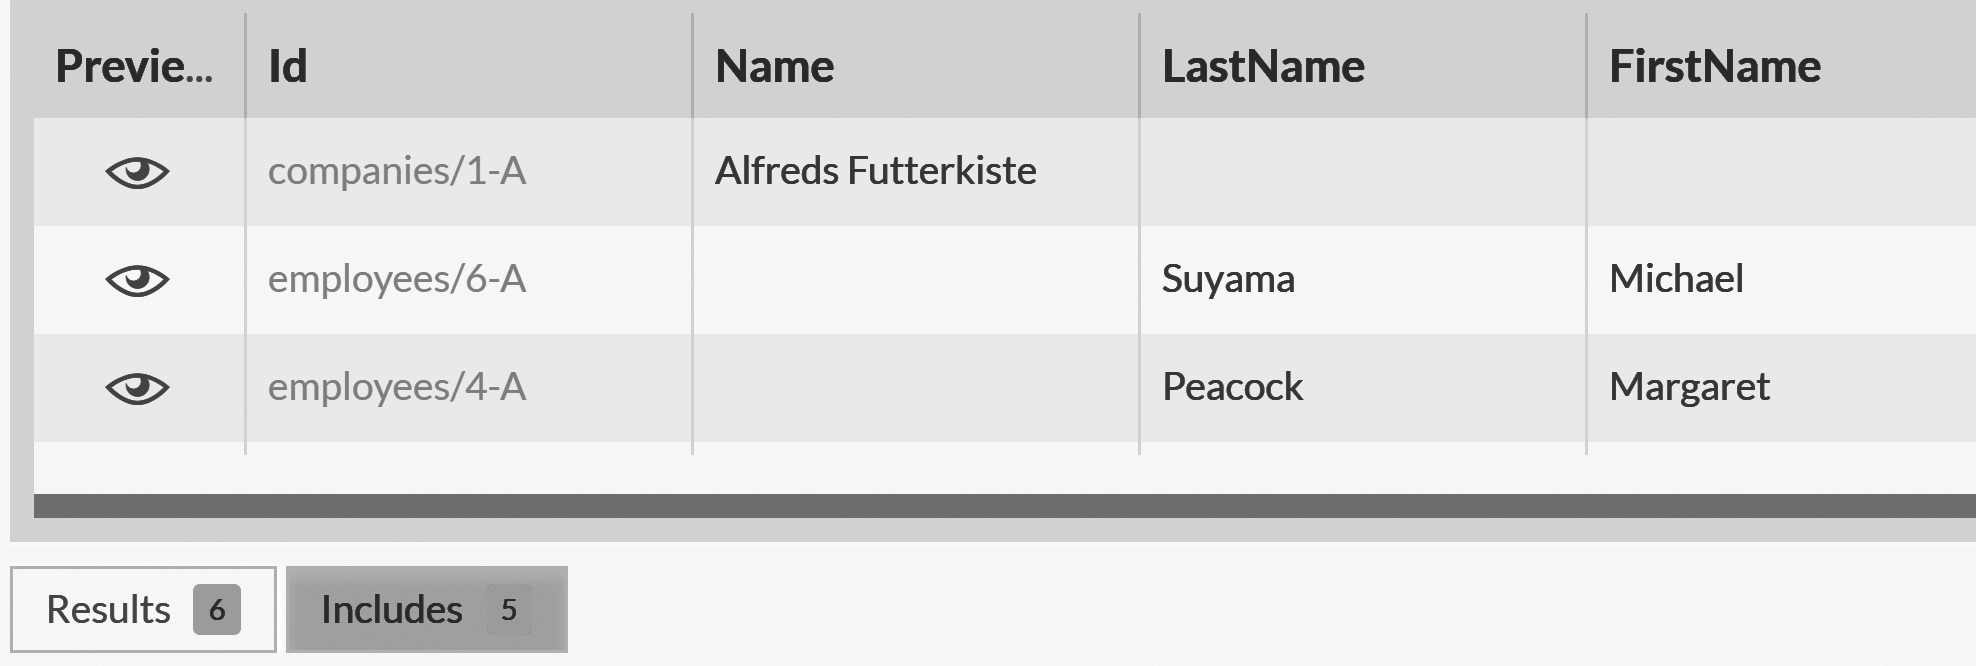 Previe... Id Name LastName FirstName
companies/1-A Alfreds Futterkiste
employees/6-A Suyama Michael
employees/4-A Peacock Margaret
Results 6 Includes 5